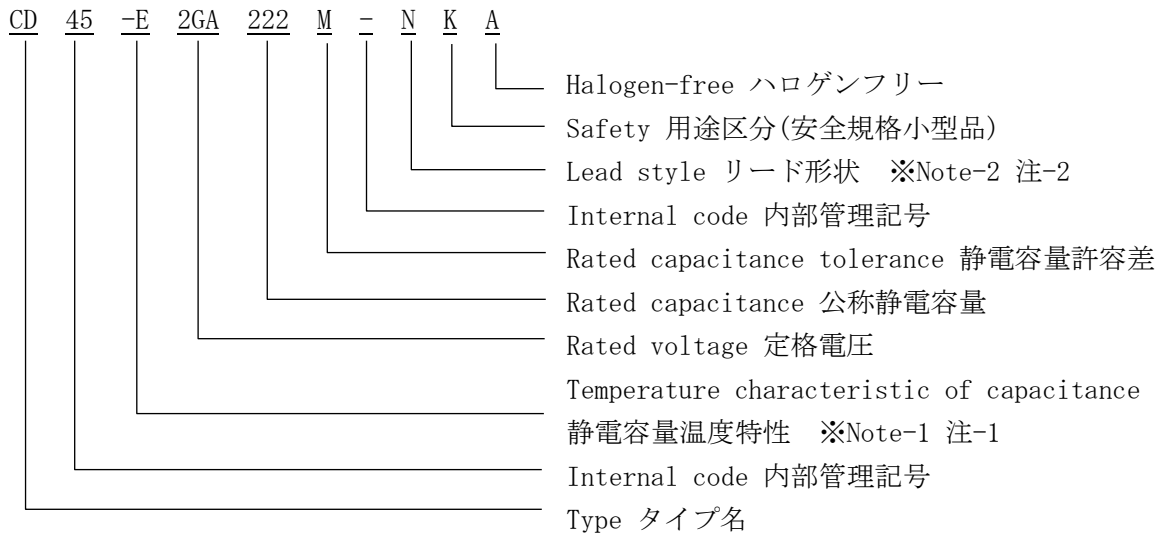 CD 45 -E 2GA 222 M - N K A
Halogen-free ハロゲンフリー
Safety 用途区分(安全規格小型品)
Lead style リード形状 ※Note-2 注-2
Internal code 内部管理記号
Rated capacitance tolerance 静電容量許容差
Rated capacitance 公称静電容量
Rated voltage 定格電圧
Temperature characteristic of capacitance
静電容量温度特性 ※Note-1 注-1
Internal code 内部管理記号
Type タイプ名